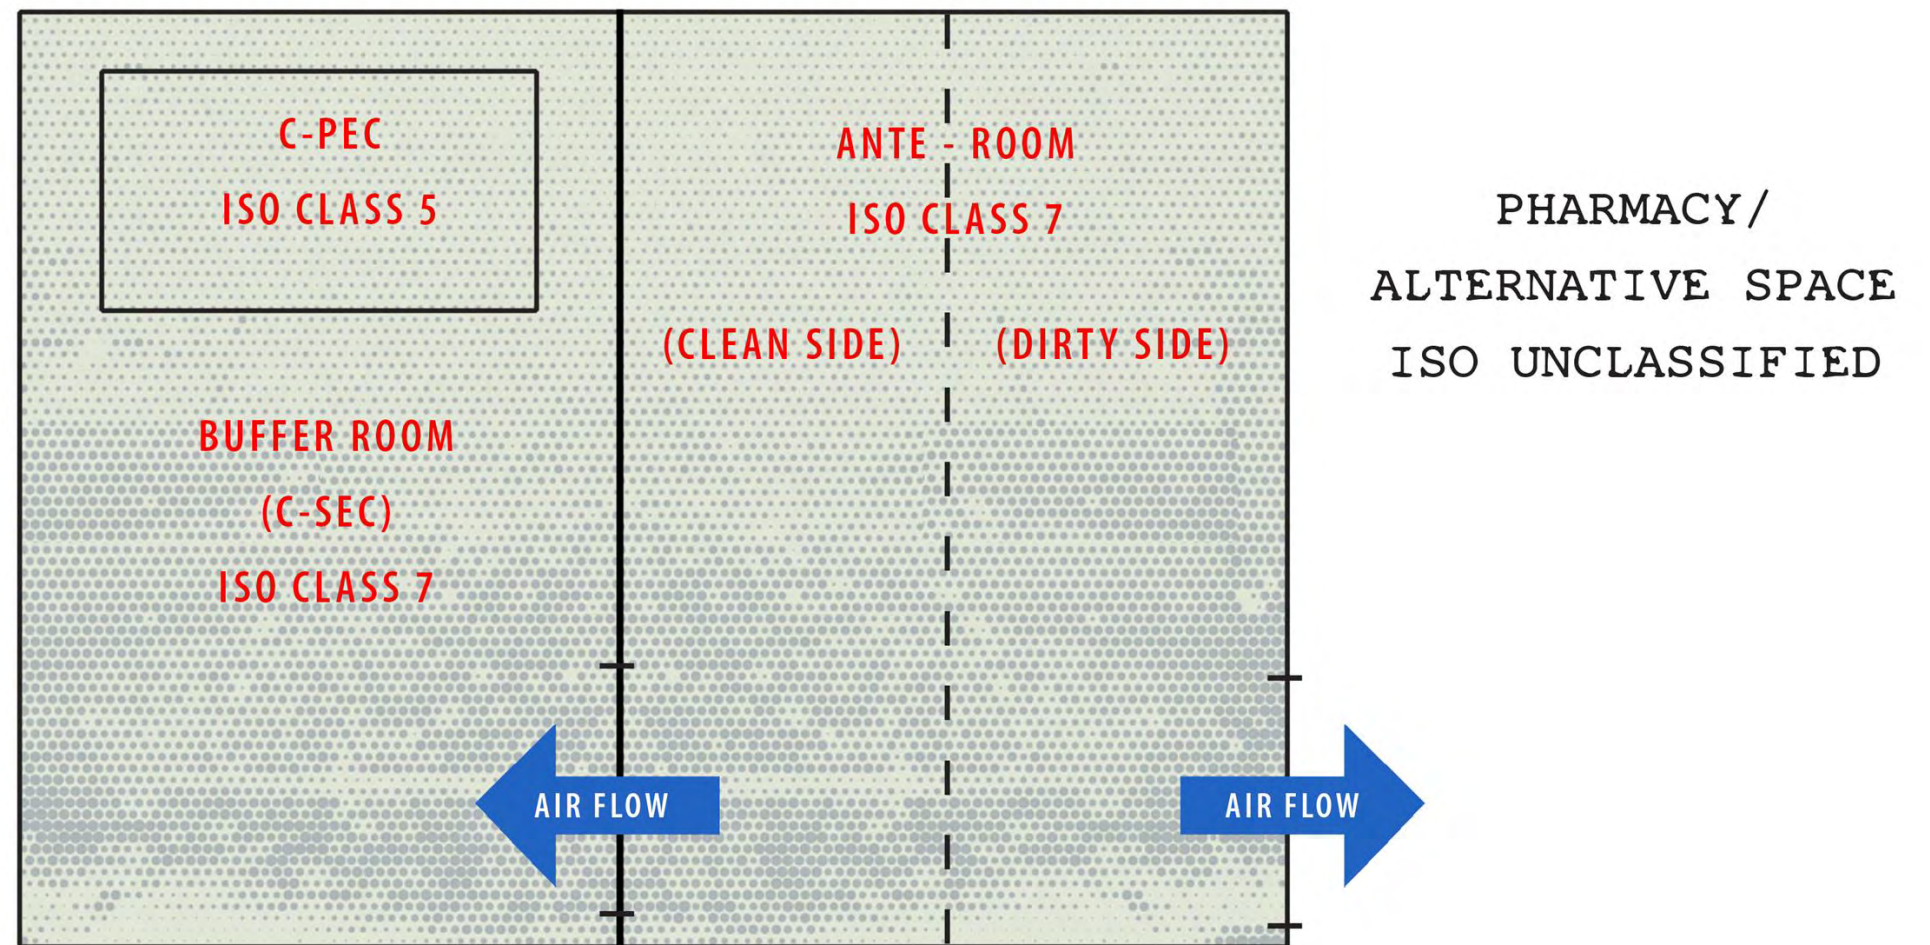 C-PEC
ISO CLASS 5
BUFFER ROOM
(C-SEC)
ISO CLASS 7
ANTE - ROOM
ISO CLASS 7
(CLEAN SIDE)
(DIRTY SIDE)
AIR FLOW
AIR FLOW
PHARMACY/
ALTERNATIVE SPACE
ISO UNCLASSIFIED